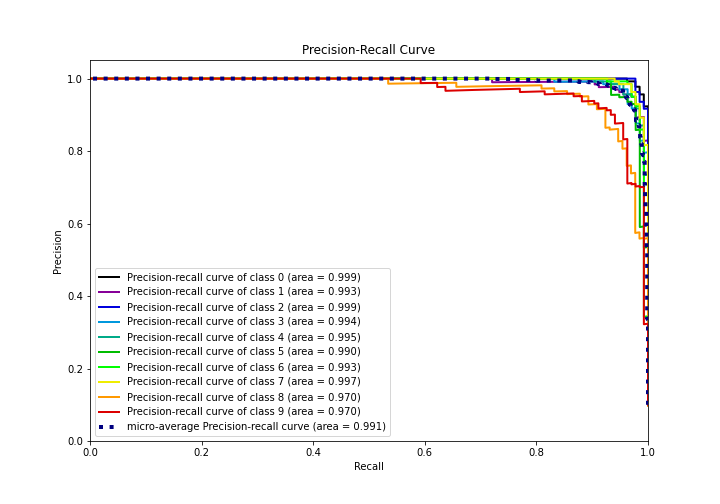 Precision-Recall Curve
1.0
0.8
0.6
0.4
0.2
0.0
Precision
Precision-recall curve of class 0 (area = 0.999)
Precision-recall curve of class 1 (area = 0.993)
Precision-recall curve of class 2 (area = 0.999)
Precision-recall curve of class 3 (area = 0.994)
Precision-recall curve of class 4 (area = 0.995)
Precision-recall curve of class 5 (area = 0.990)
Precision-recall curve of class 6 (area = 0.993)
Precision-recall curve of class 7 (area = 0.997)
Precision-recall curve of class 8 (area = 0.970)
Precision-recall curve of class 9 (area = 0.970)
micro-average Precision-recall curve (area = 0.991)
0.0 0.2 0.4 0.6 0.8 1.0
Recall